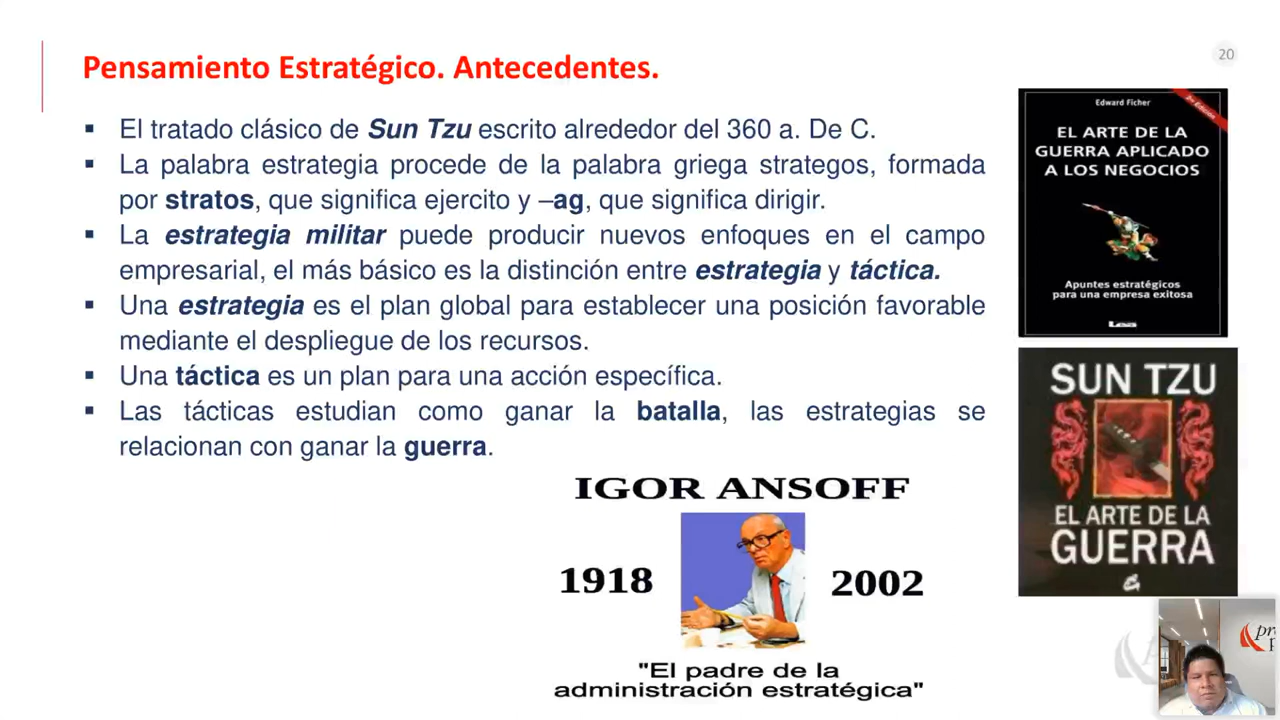 Pensamiento Estratégico. Antecedentes.
20
▪ El tratado clásico de Sun Tzu escrito alrededor del 360 a. De C.
▪ La palabra estrategia procede de la palabra griega strategos, formada
por stratos, que significa ejercito y –ag, que significa dirigir.
▪ La estrategia militar puede producir nuevos enfoques en el campo
empresarial, el más básico es la distinción entre estrategia y táctica.
▪ Una estrategia es el plan global para establecer una posición favorable
mediante el despliegue de los recursos.
▪ Una táctica es un plan para una acción específica.
▪ Las tácticas estudian como ganar la batalla, las estrategias se
relacionan con ganar la guerra.
Edward Ficher
2ª Edición
EL ARTE DE LA
GUERRA APLICADO
A LOS NEGOCIOS
Apuntes estratégicos
para una empresa exitosa
Lea
SUN TZU
EL ARTE DE LA
GUERRA
IGOR ANSOFF
1918
2002
"El padre de la
administración estratégica"